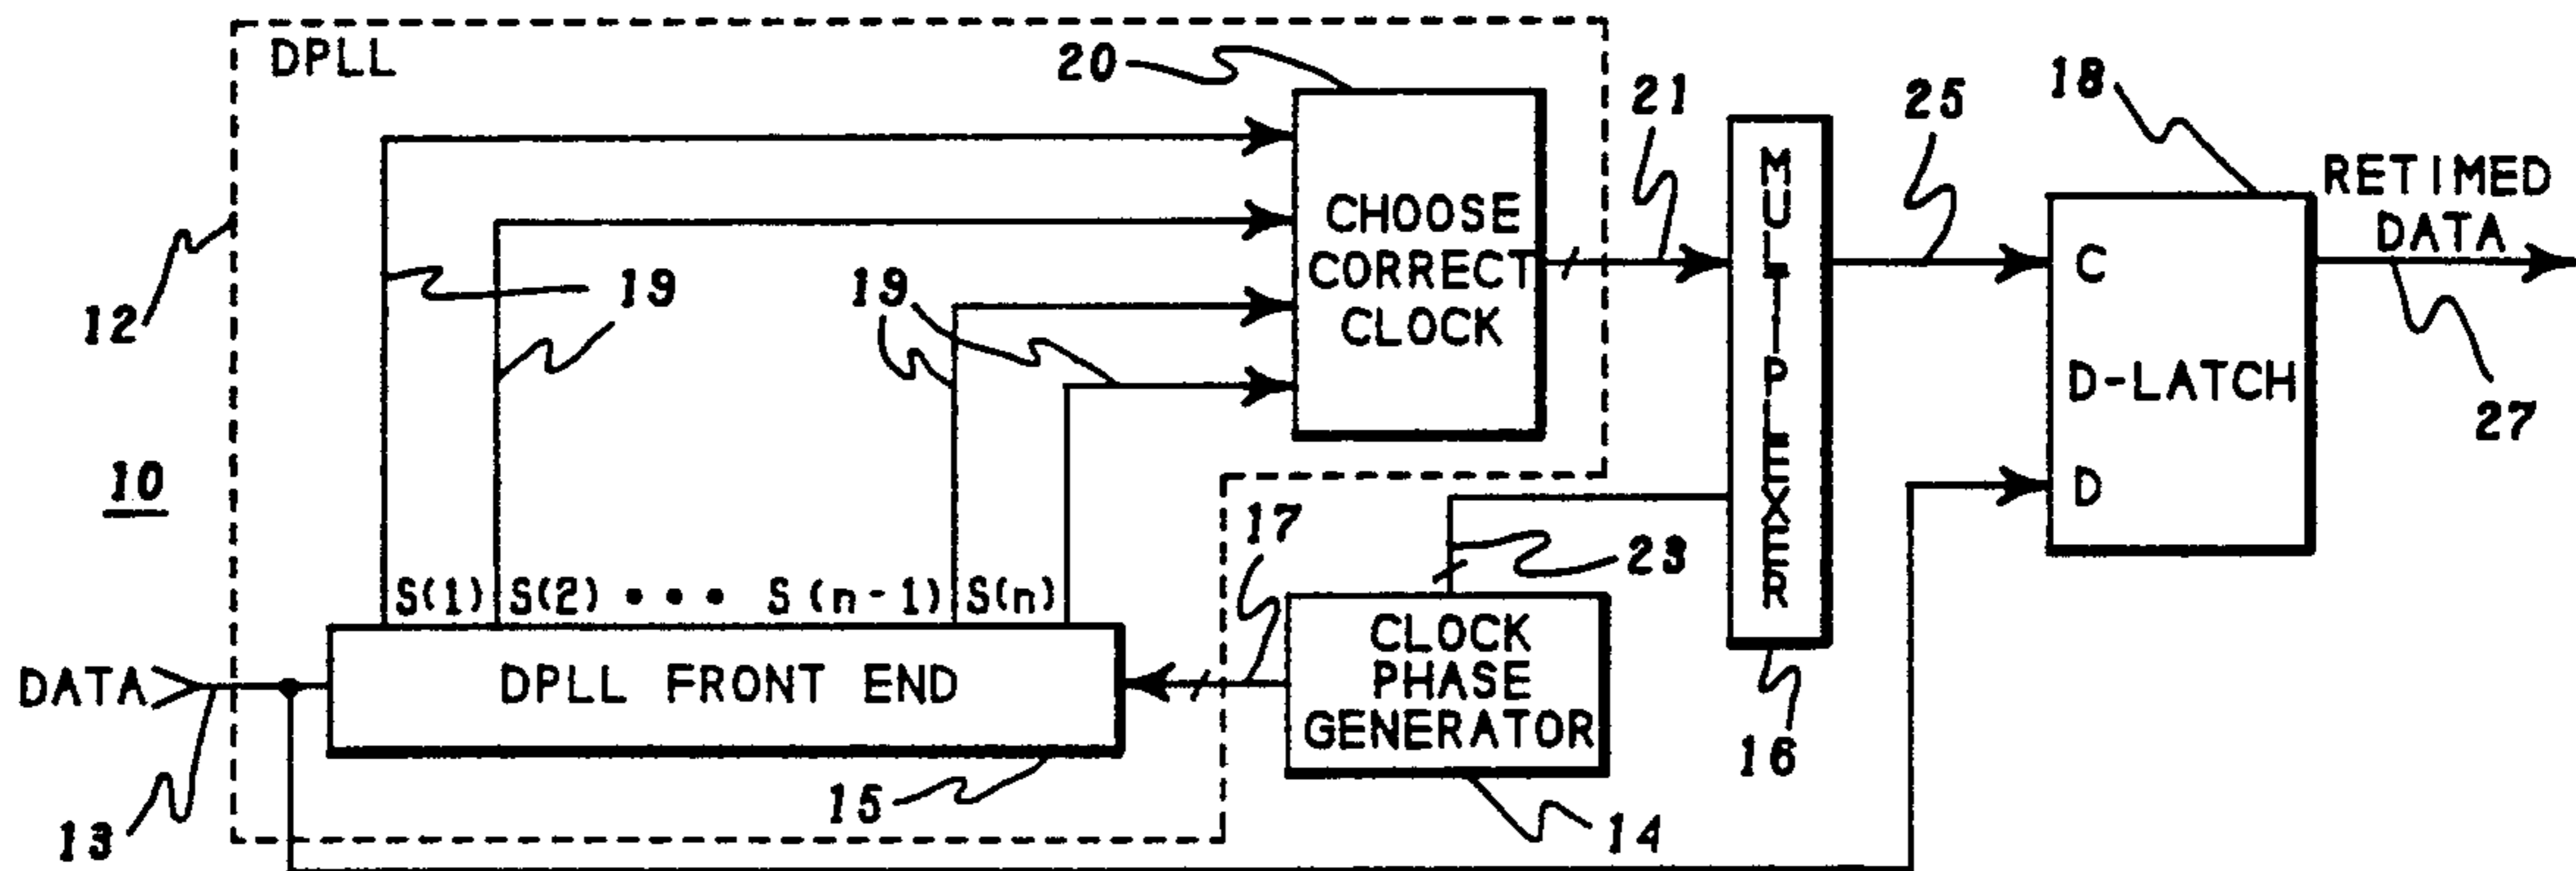 DPLL
20
21
25
18
RETIMED
DATA
CHOOSE
CORRECT
CLOCK
MULTIPLEXER
C
D-LATCH
D
27
12
19
19
10
17
23
S(1) S(2) • • • S(n-1) S(n)
DATA
DPLL FRONT END
CLOCK
PHASE
GENERATOR
16
15
14
13